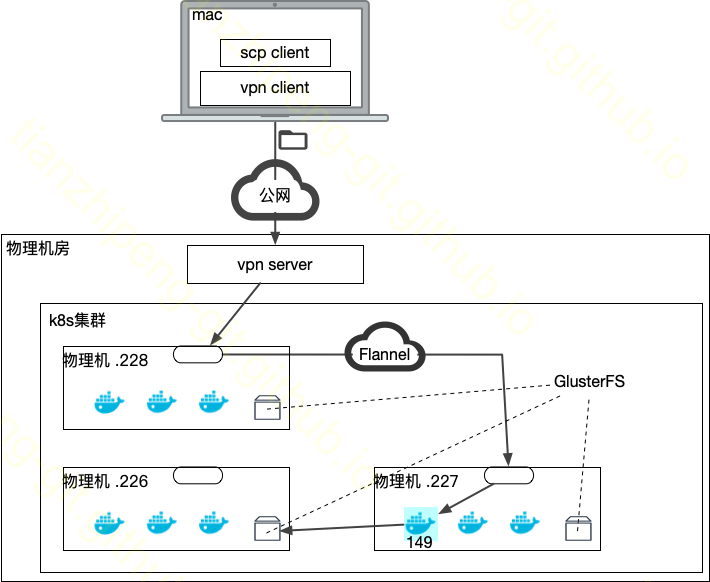 mac
scp client
vpn client
公网
物理机房
vpn server
k8s集群
物理机 .228
Flannel
GlusterFS
物理机 .226
物理机 .227
149
tianzhipeng-git.github.io